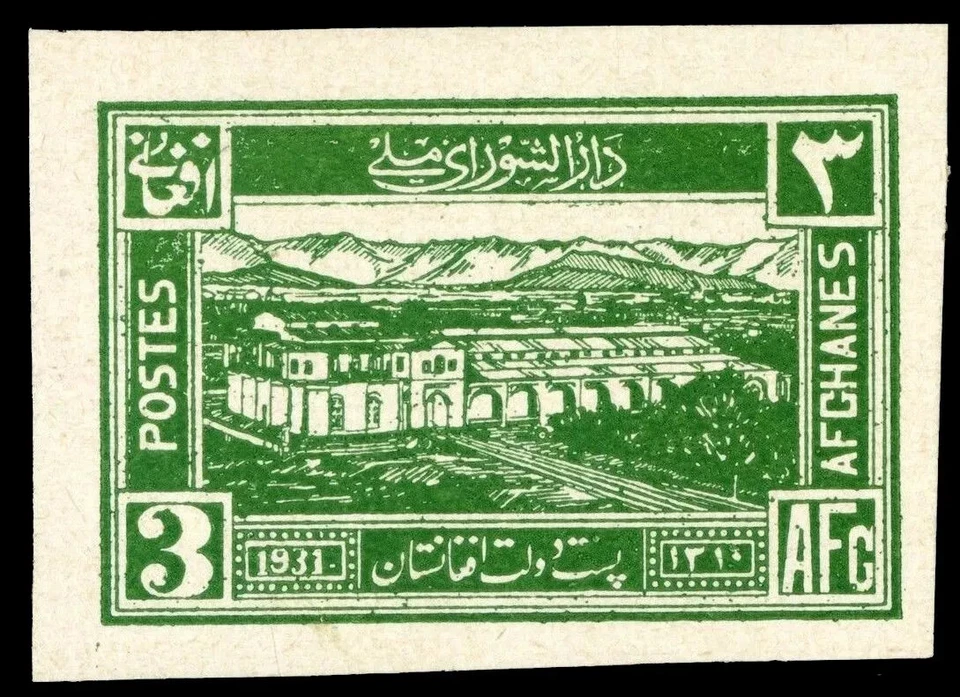 افغانی
دارالشورای ملی
۳
POSTES
AFGHANES
3
1931-
پست دولت افغانستان
۱۳۱۰
AFG